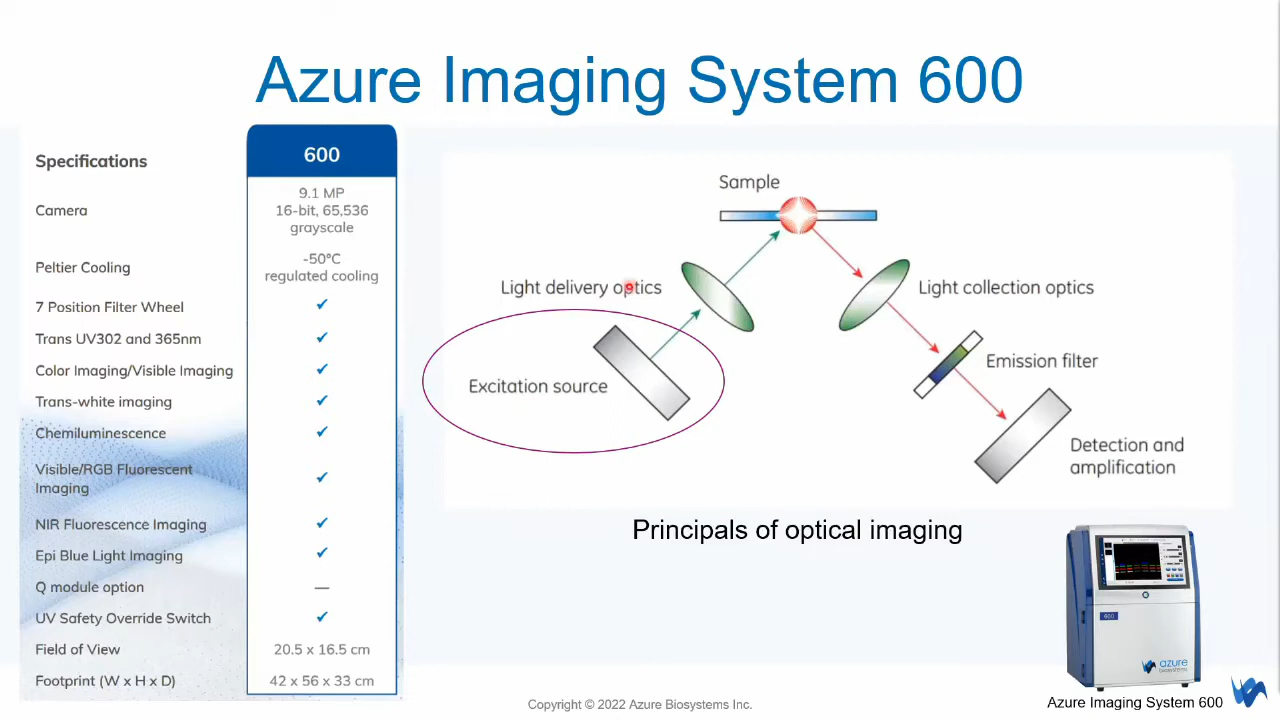 Azure Imaging System 600
Specifications
600
Camera
9.1 MP
16-bit, 65,536
grayscale
Peltier Cooling
-50°C
regulated cooling
7 Position Filter Wheel
✔
Trans UV302 and 365nm
✔
Color Imaging/Visible Imaging
✔
Trans-white imaging
✔
Chemiluminescence
✔
Visible/RGB Fluorescent
Imaging
✔
NIR Fluorescence Imaging
✔
Epi Blue Light Imaging
✔
Q module option
—
UV Safety Override Switch
✔
Field of View
20.5 x 16.5 cm
Footprint (W x H x D)
42 x 56 x 33 cm
Sample
Light delivery optics
Light collection optics
Excitation source
Emission filter
Detection and
amplification
Principals of optical imaging
600
azure
biosystems
Azure Imaging System 600
Copyright © 2022 Azure Biosystems Inc.